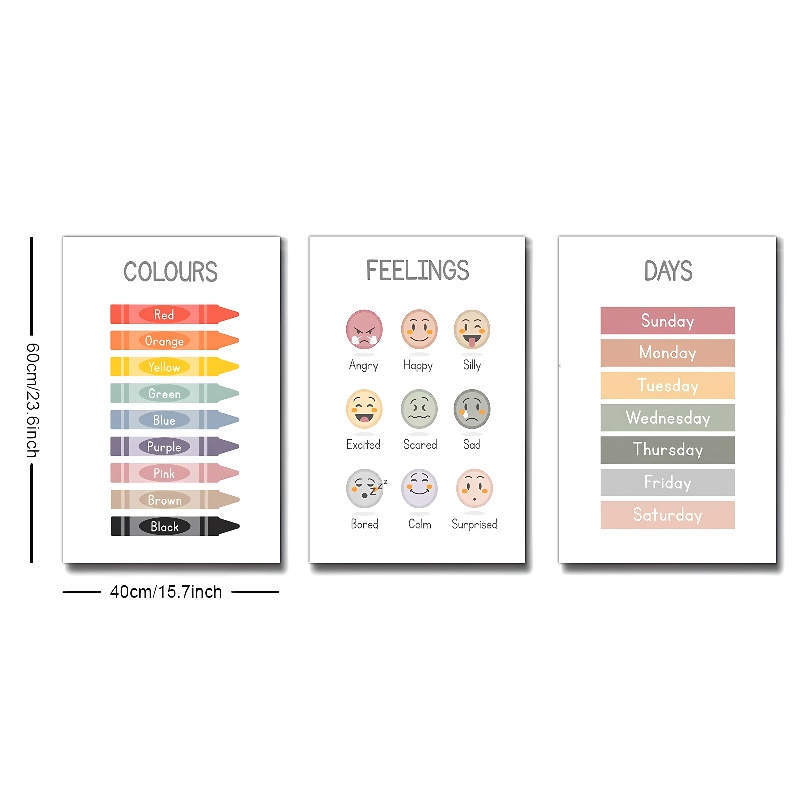 60cm/23.6inch
40cm/15.7inch
COLOURS
Red
Orange
Yellow
Green
Blue
Purple
Pink
Brown
Black
FEELINGS
Angry Happy Silly
Excited Scared Sad
z z z
Bored Calm Surprised
DAYS
Sunday
Monday
Tuesday
Wednesday
Thursday
Friday
Saturday